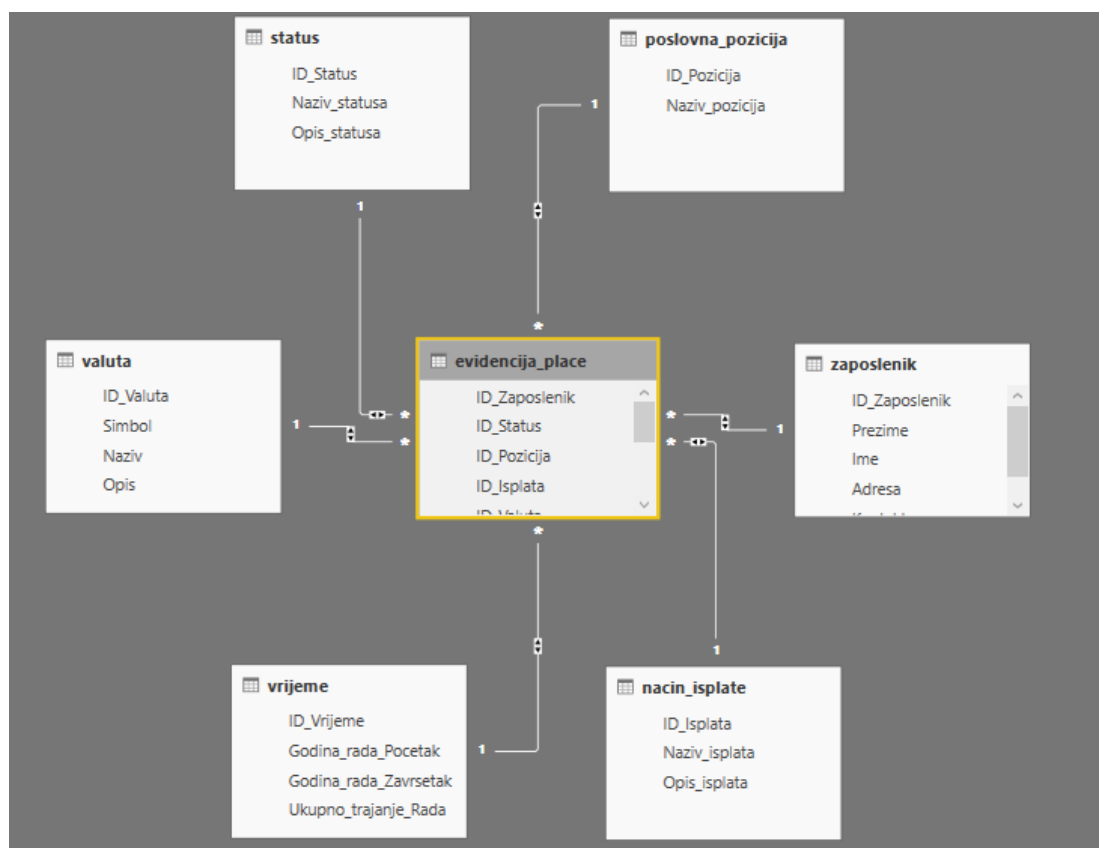 status
ID_Status
Naziv_statusa
Opis_statusa
1
poslovna_pozicija
ID_Pozicija
Naziv_pozicija
1
*
valuta
ID_Valuta
Simbol
Naziv
Opis
1
*
*
evidencija_place
ID_Zaposlenik
ID_Status
ID_Pozicija
ID_Isplata
ID_Valuta
*
*
*
1
zaposlenik
ID_Zaposlenik
Prezime
Ime
Adresa
1
vrijeme
ID_Vrijeme
Godina_rada_Pocetak
Godina_rada_Zavrsetak
Ukupno_trajanje_Rada
1
nacin_isplate
ID_Isplata
Naziv_isplata
Opis_isplata